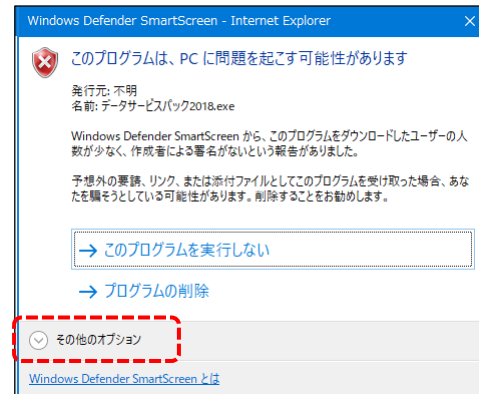 Windows Defender SmartScreen - Internet Explorer
このプログラムは、PC に問題を起こす可能性があります
発行元: 不明
名前: データサービスパック2018.exe
Windows Defender SmartScreen から、このプログラムをダウンロードしたユーザーの人
数が少なく、作成者による署名がないという報告がありました。
予想外の要請、リンク、または添付ファイルとしてこのプログラムを受け取った場合、あな
たを騙そうとしている可能性があります。削除することをお勧めします。
→ このプログラムを実行しない
→ プログラムの削除
その他のオプション
Windows Defender SmartScreen とは